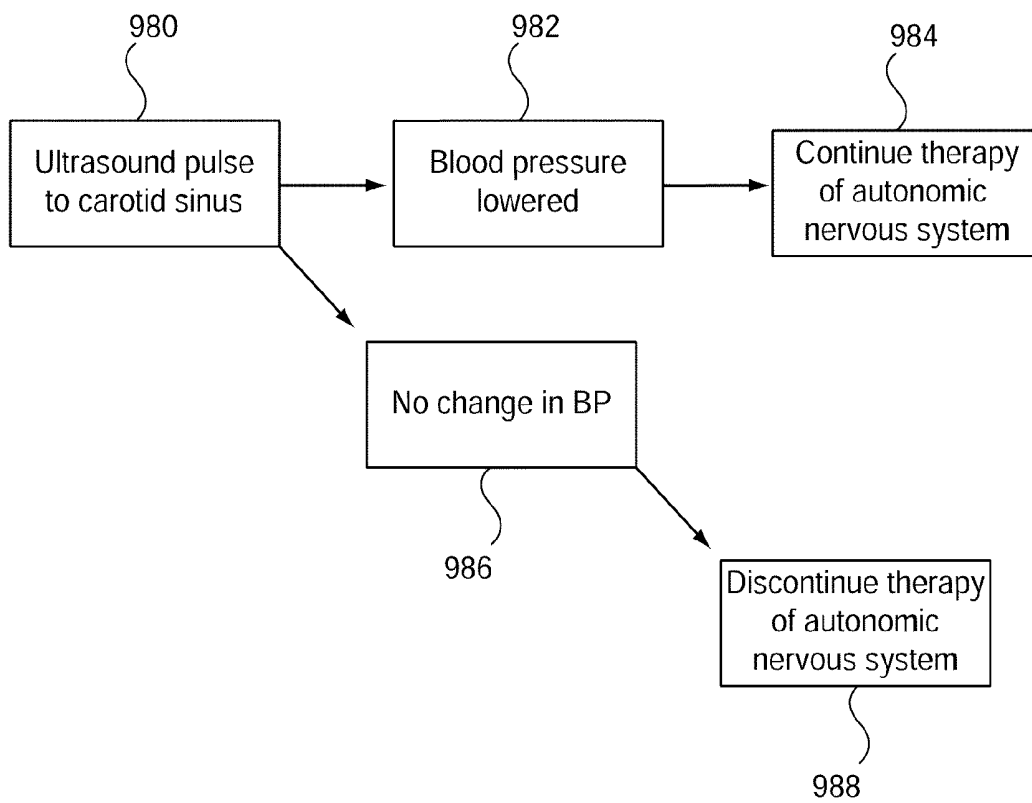 980
982
984
Ultrasound pulse
to carotid sinus
Blood pressure
lowered
Continue therapy
of autonomic
nervous system
No change in BP
986
Discontinue therapy
of autonomic
nervous system
988